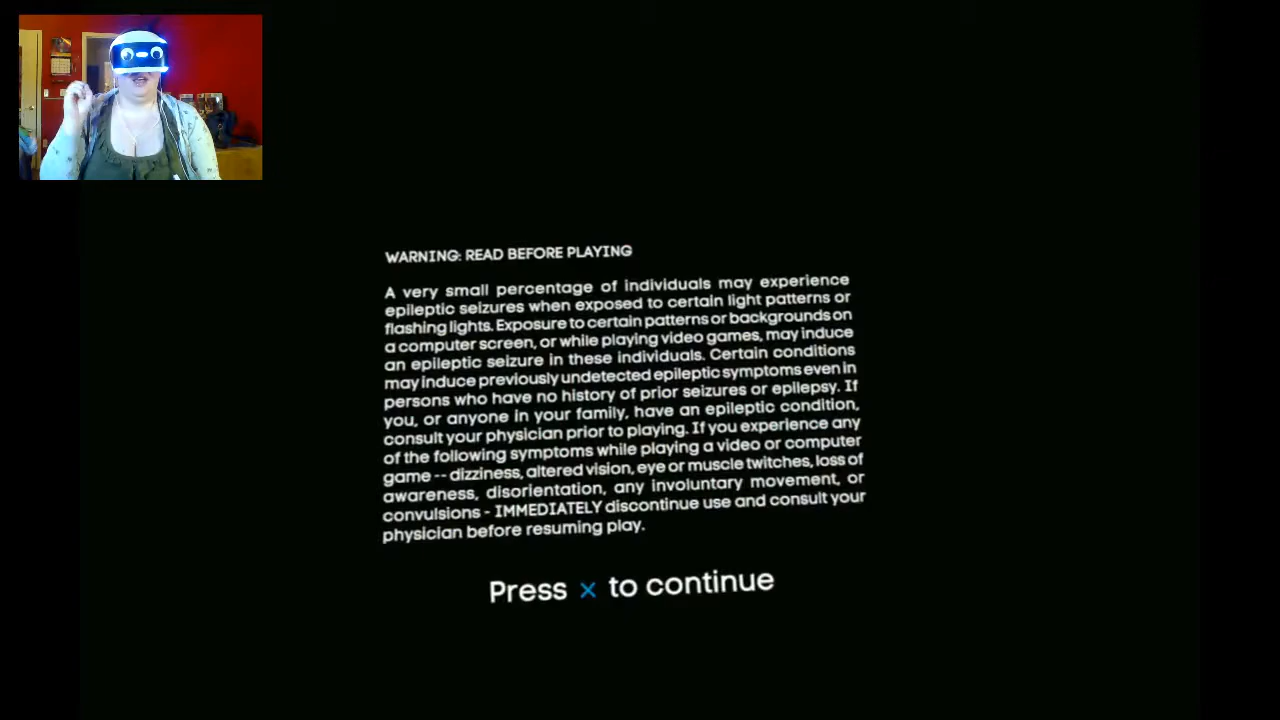 WARNING: READ BEFORE PLAYING
A very small percentage of individuals may experience
epileptic seizures when exposed to certain light patterns or
flashing lights. Exposure to certain patterns or backgrounds on
a computer screen, or while playing video games, may induce
an epileptic seizure in these individuals. Certain conditions
may induce previously undetected epileptic symptoms even in
persons who have no history of prior seizures or epilepsy. If
you, or anyone in your family, have an epileptic condition,
consult your physician prior to playing. If you experience any
of the following symptoms while playing a video or computer
game -- dizziness, altered vision, eye or muscle twitches, loss of
awareness, disorientation, any involuntary movement, or
convulsions - IMMEDIATELY discontinue use and consult your
physician before resuming play.
Press × to continue